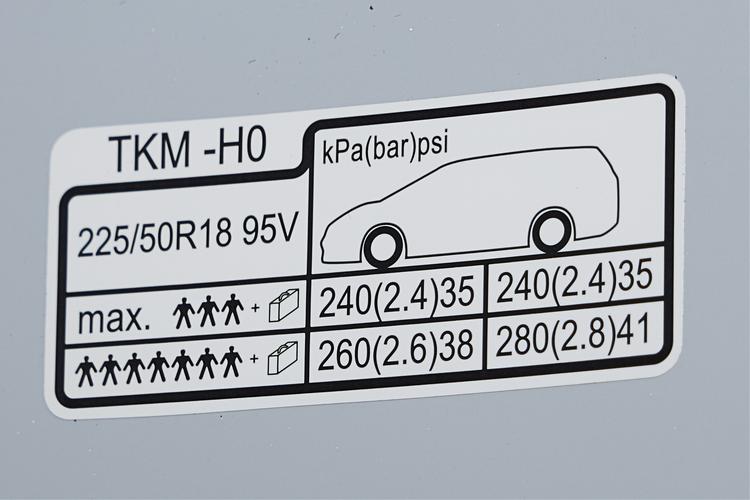 TKM -H0
kPa(bar)psi
225/50R18 95V
max. + 240(2.4)35 240(2.4)35
+ 260(2.6)38 280(2.8)41